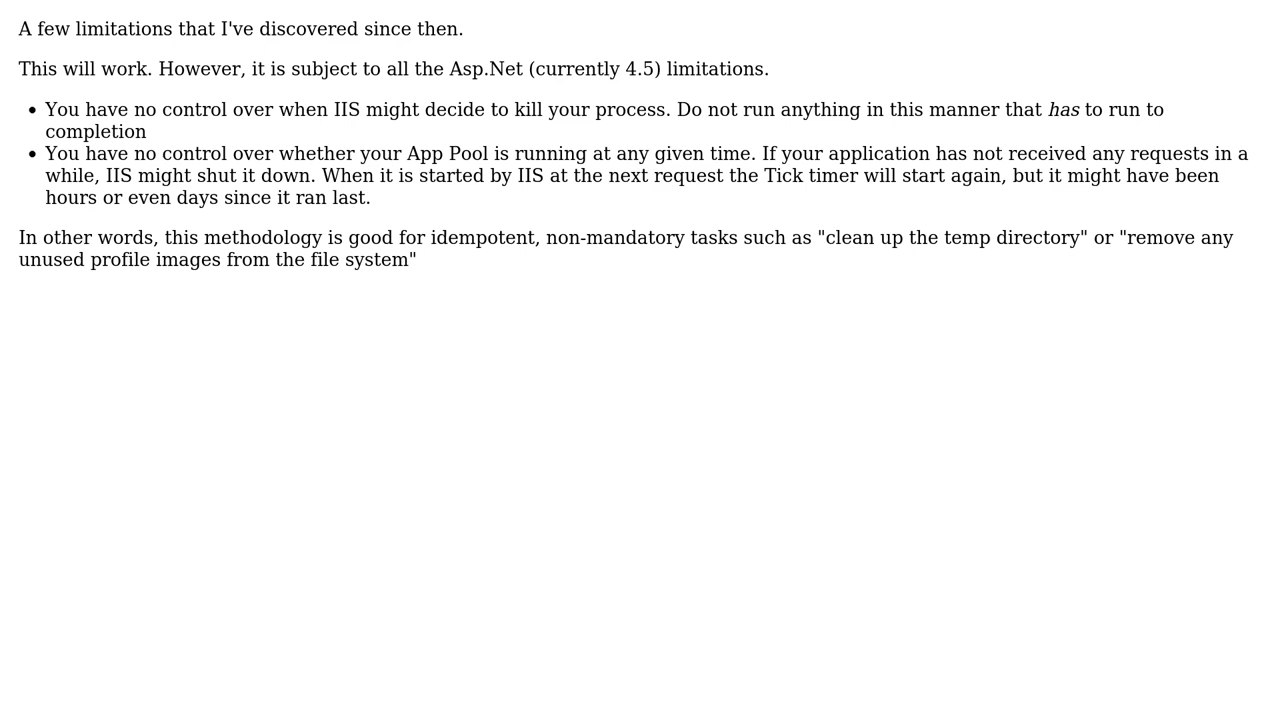 A few limitations that I've discovered since then.
This will work. However, it is subject to all the Asp.Net (currently 4.5) limitations.
• You have no control over when IIS might decide to kill your process. Do not run anything in this manner that has to run to
completion
• You have no control over whether your App Pool is running at any given time. If your application has not received any requests in a
while, IIS might shut it down. When it is started by IIS at the next request the Tick timer will start again, but it might have been
hours or even days since it ran last.
In other words, this methodology is good for idempotent, non-mandatory tasks such as "clean up the temp directory" or "remove any
unused profile images from the file system"